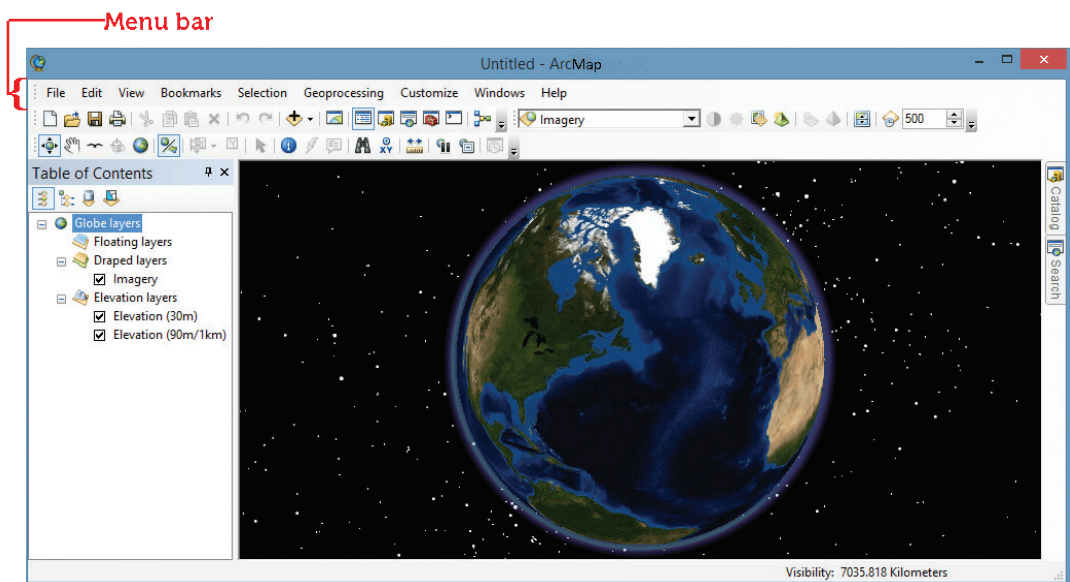 Menu bar
Untitled - ArcMap
File Edit View Bookmarks Selection Geoprocessing Customize Windows Help
Imagery 500
Table of Contents
Globe layers
Floating layers
Draped layers
Imagery
Elevation layers
Elevation (30m)
Elevation (90m/1km)
Catalog
Search
Visibility: 7035.818 Kilometers